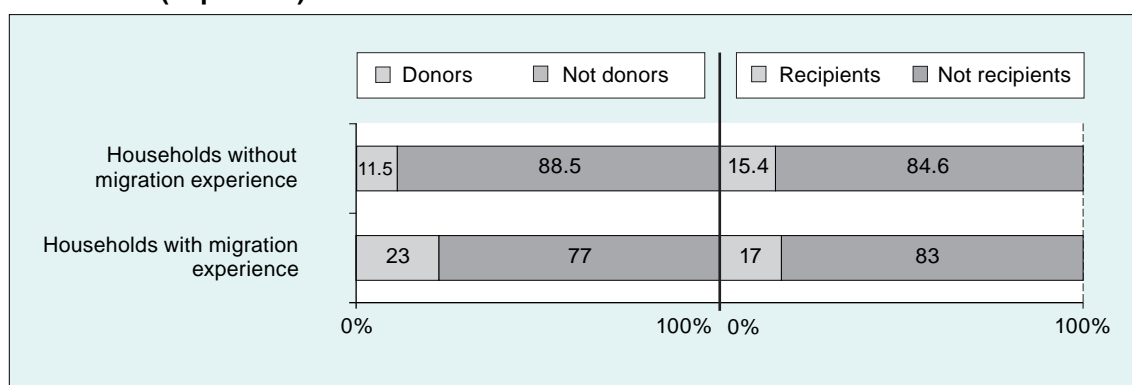 Donors Not donors Recipients Not recipients
Households without
migration experience
11.5 88.5 15.4 84.6
Households with migration
experience
23 77 17 83
0% 100% 0% 100%